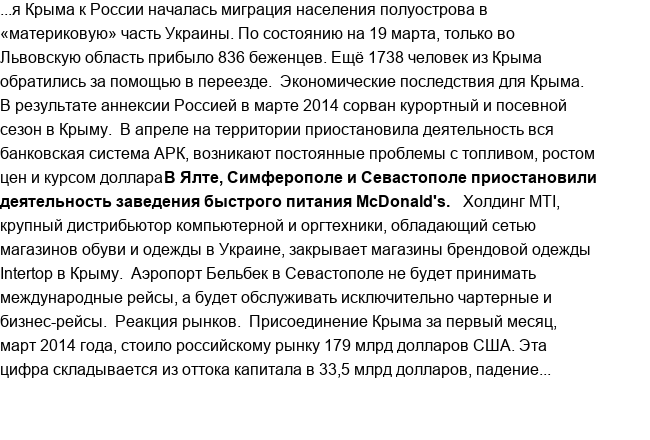 ...я Крыма к России началась миграция населения полуострова в
«материковую» часть Украины. По состоянию на 19 марта, только во
Львовскую область прибыло 836 беженцев. Ещё 1738 человек из Крыма
обратились за помощью в переезде.  Экономические последствия для Крыма.
В результате аннексии Россией в марте 2014 сорван курортный и посевной
сезон в Крыму.  В апреле на территории приостановила деятельность вся
банковская система АРК, возникают постоянные проблемы с топливом, ростом
цен и курсом доллараВ Ялте, Симферополе и Севастополе приостановили
деятельность заведения быстрого питания McDonald's.   Холдинг MTI,
крупный дистрибьютор компьютерной и оргтехники, обладающий сетью
магазинов обуви и одежды в Украине, закрывает магазины брендовой одежды
Intertop в Крыму.  Аэропорт Бельбек в Севастополе не будет принимать
международные рейсы, а будет обслуживать исключительно чартерные и
бизнес-рейсы.  Реакция рынков.  Присоединение Крыма за первый месяц,
март 2014 года, стоило российскому рынку 179 млрд долларов США. Эта
цифра складывается из оттока капитала в 33,5 млрд долларов, падение...